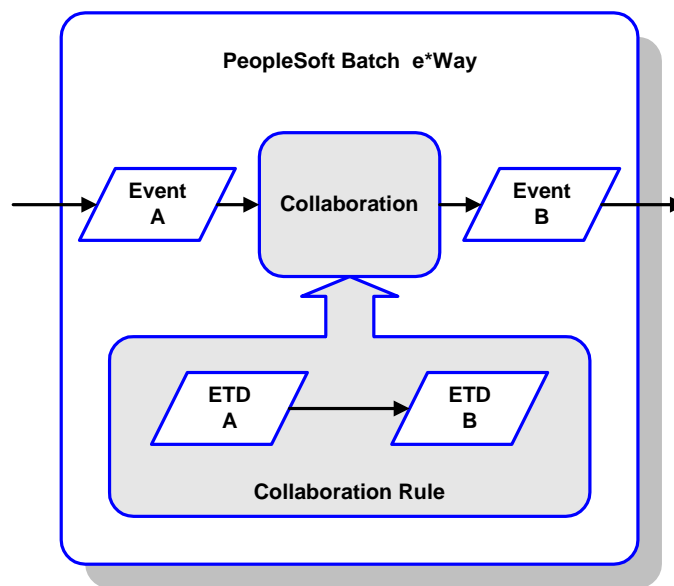 PeopleSoft Batch e*Way
Event
A
Collaboration
Event
B
ETD
A
ETD
B
Collaboration Rule